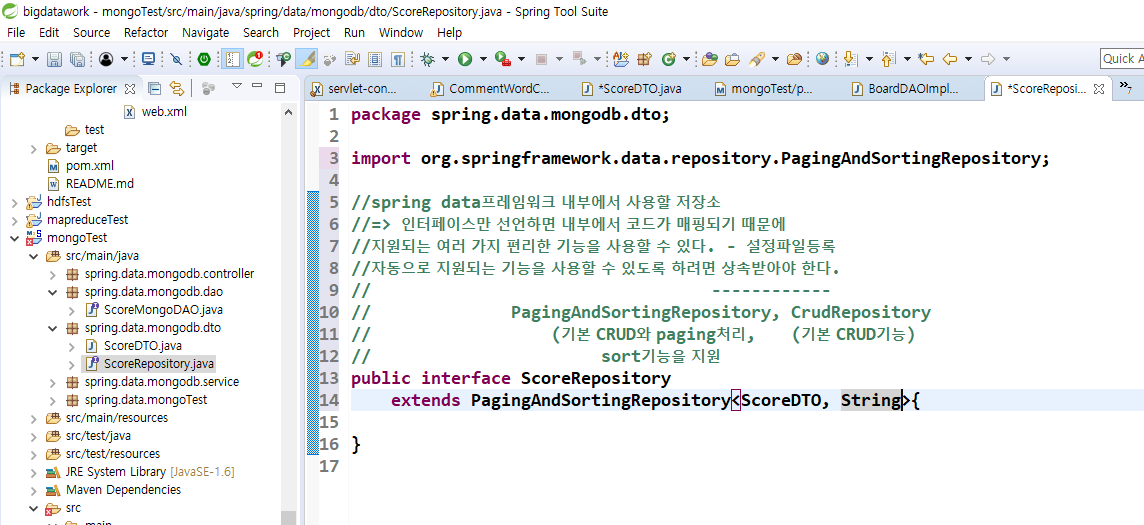 bigdatawork - mongoTest/src/main/java/spring/data/mongodb/dto/ScoreRepository.java - Spring Tool Suite
File Edit Source Refactor Navigate Search Project Run Window Help
Quick A
Package Explorer
servlet-con... CommentWordC... *ScoreDTO.java mongoTest/p... BoardDAOImpl... *ScoreReposi... »7
web.xml
test
target
pom.xml
README.md
hdfsTest
mapreduceTest
mongoTest
src/main/java
spring.data.mongodb.controller
spring.data.mongodb.dao
ScoreMongoDAO.java
spring.data.mongodb.dto
ScoreDTO.java
ScoreRepository.java
spring.data.mongodb.service
spring.data.mongoTest
src/main/resources
src/test/java
src/test/resources
JRE System Library [JavaSE-1.6]
Maven Dependencies
src
main
1 package spring.data.mongodb.dto;
2
3 import org.springframework.data.repository.PagingAndSortingRepository;
4
5 //spring data프레임워크 내부에서 사용할 저장소
6 //=> 인터페이스만 선언하면 내부에서 코드가 매핑되기 때문에
7 //지원되는 여러 가지 편리한 기능을 사용할 수 있다. - 설정파일등록
8 //자동으로 지원되는 기능을 사용할 수 있도록 하려면 상속받아야 한다.
9 // ------------
10 // PagingAndSortingRepository, CrudRepository
11 // (기본 CRUD와 paging처리, (기본 CRUD기능)
12 // sort기능을 지원
13 public interface ScoreRepository
14 extends PagingAndSortingRepository<ScoreDTO, String>{
15
16 }
17